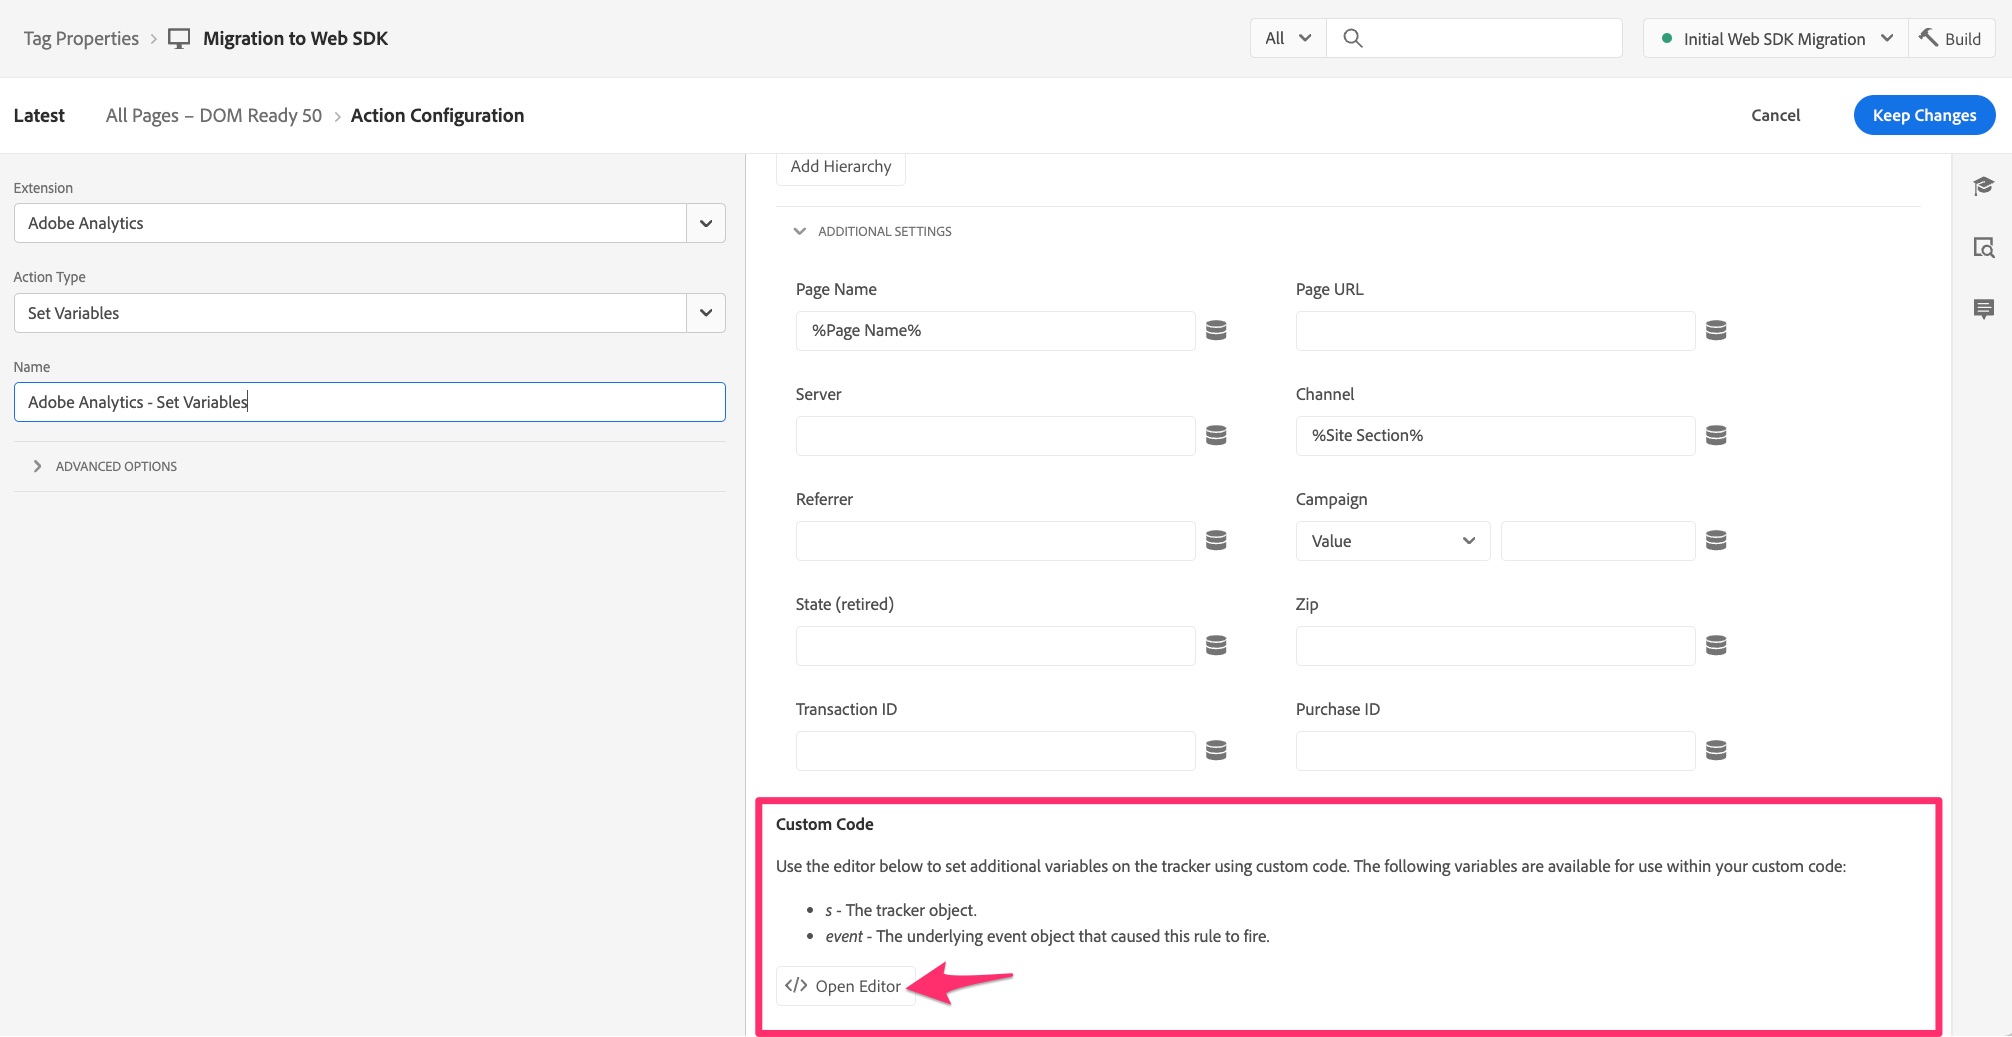 Tag Properties > Migration to Web SDK
All
Initial Web SDK Migration
Build
Latest
All Pages – DOM Ready 50 > Action Configuration
Cancel
Keep Changes
Extension
Adobe Analytics
Action Type
Set Variables
Name
Adobe Analytics - Set Variables
ADVANCED OPTIONS
Add Hierarchy
ADDITIONAL SETTINGS
Page Name
Page URL
%Page Name%
Server
Channel
%Site Section%
Referrer
Campaign
Value
State (retired)
Zip
Transaction ID
Purchase ID
Custom Code
Use the editor below to set additional variables on the tracker using custom code. The following variables are available for use within your custom code:
• s - The tracker object.
• event - The underlying event object that caused this rule to fire.
</> Open Editor